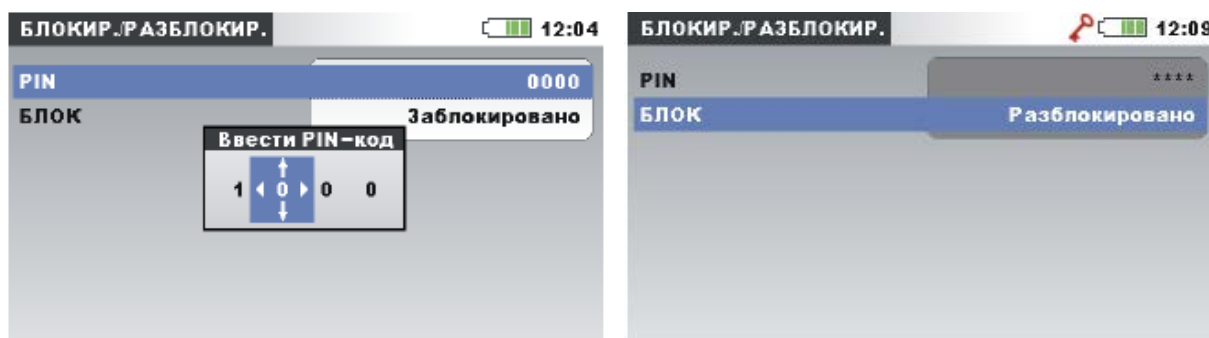 БЛОКИР./РАЗБЛОКИР. 12:04
PIN 0000
БЛОК Заблокировано
Ввести PIN-код
1 0 0 0
БЛОКИР./РАЗБЛОКИР. 12:09
PIN ****
БЛОК Разблокировано